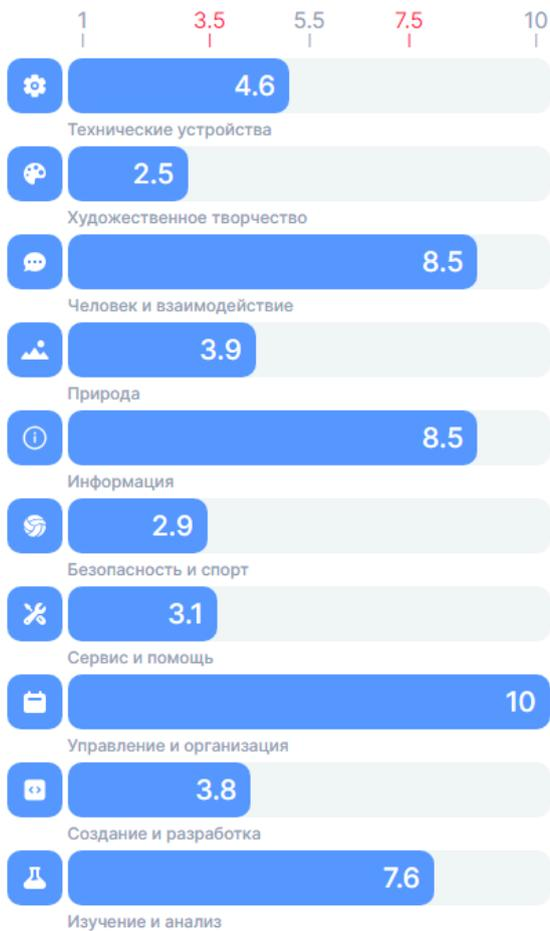 1 3.5 5.5 7.5 10
4.6
Технические устройства
2.5
Художественное творчество
8.5
Человек и взаимодействие
3.9
Природа
8.5
Информация
2.9
Безопасность и спорт
3.1
Сервис и помощь
10
Управление и организация
3.8
Создание и разработка
7.6
Изучение и анализ